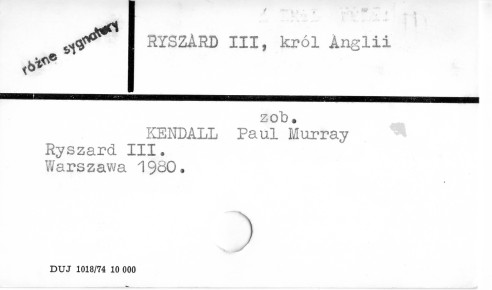 różne sygnatury
RYSZARD III, król Anglii
zob.
KENDALL Paul Murray
Ryszard III.
Warszawa 1980.
DUJ 1018/74 10 000